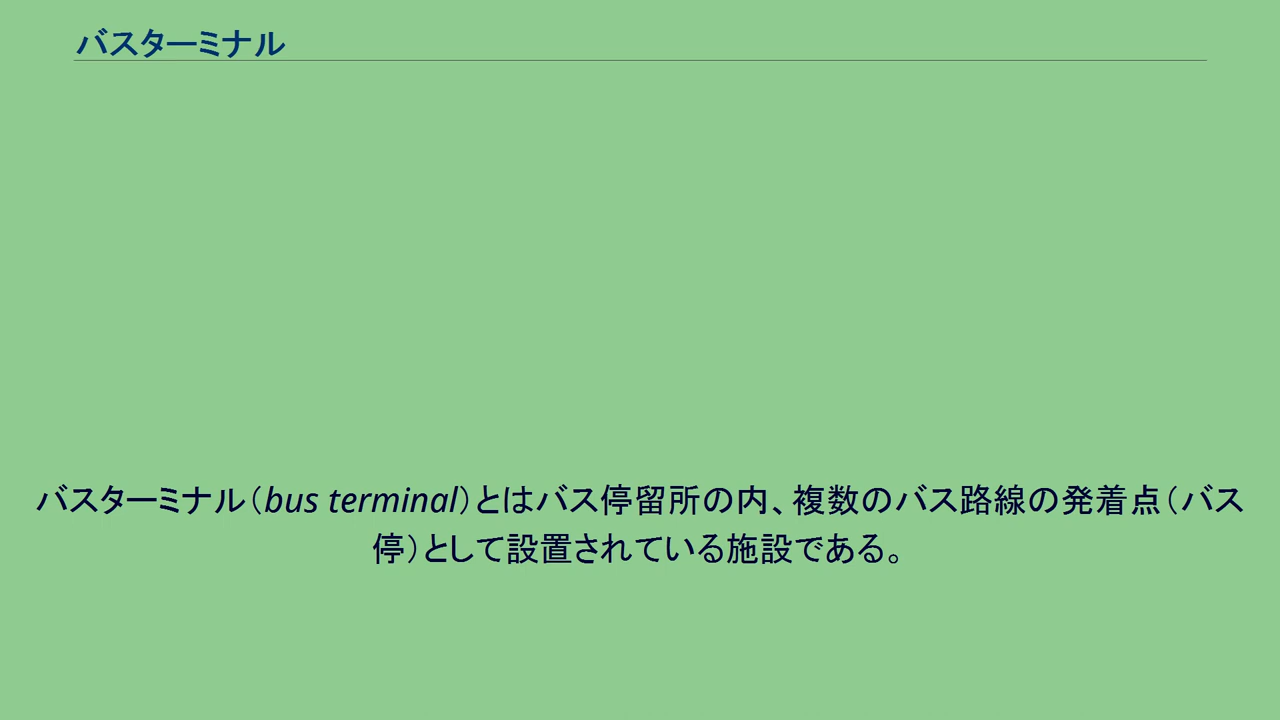 バスターミナル
バスターミナル（bus terminal）とはバス停留所の内、複数のバス路線の発着点（バス
停）として設置されている施設である。